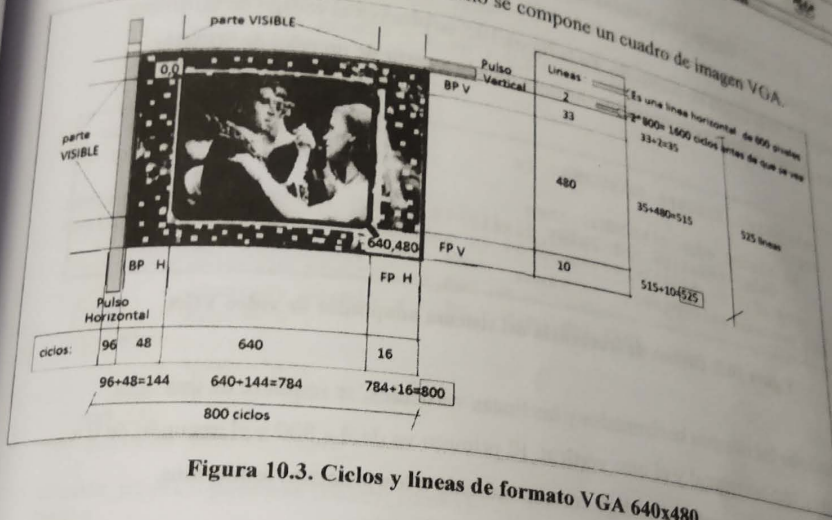 se compone un cuadro de imagen VGA.
parte VISIBLE
0,0
Pulso
Vertical
BP V
Lineas
2
33
Es una linea horizontal de 800 pixeles
2* 800= 1600 ciclos antes de que se vea
33+2=35
parte
VISIBLE
480
35+480=515
525 lineas
640,480
FP V
10
515+10=525
BP H
FP H
Pulso
Horizontal
ciclos:
96
48
640
16
96+48=144
640+144=784
784+16=800
800 ciclos
Figura 10.3. Ciclos y líneas de formato VGA 640x480